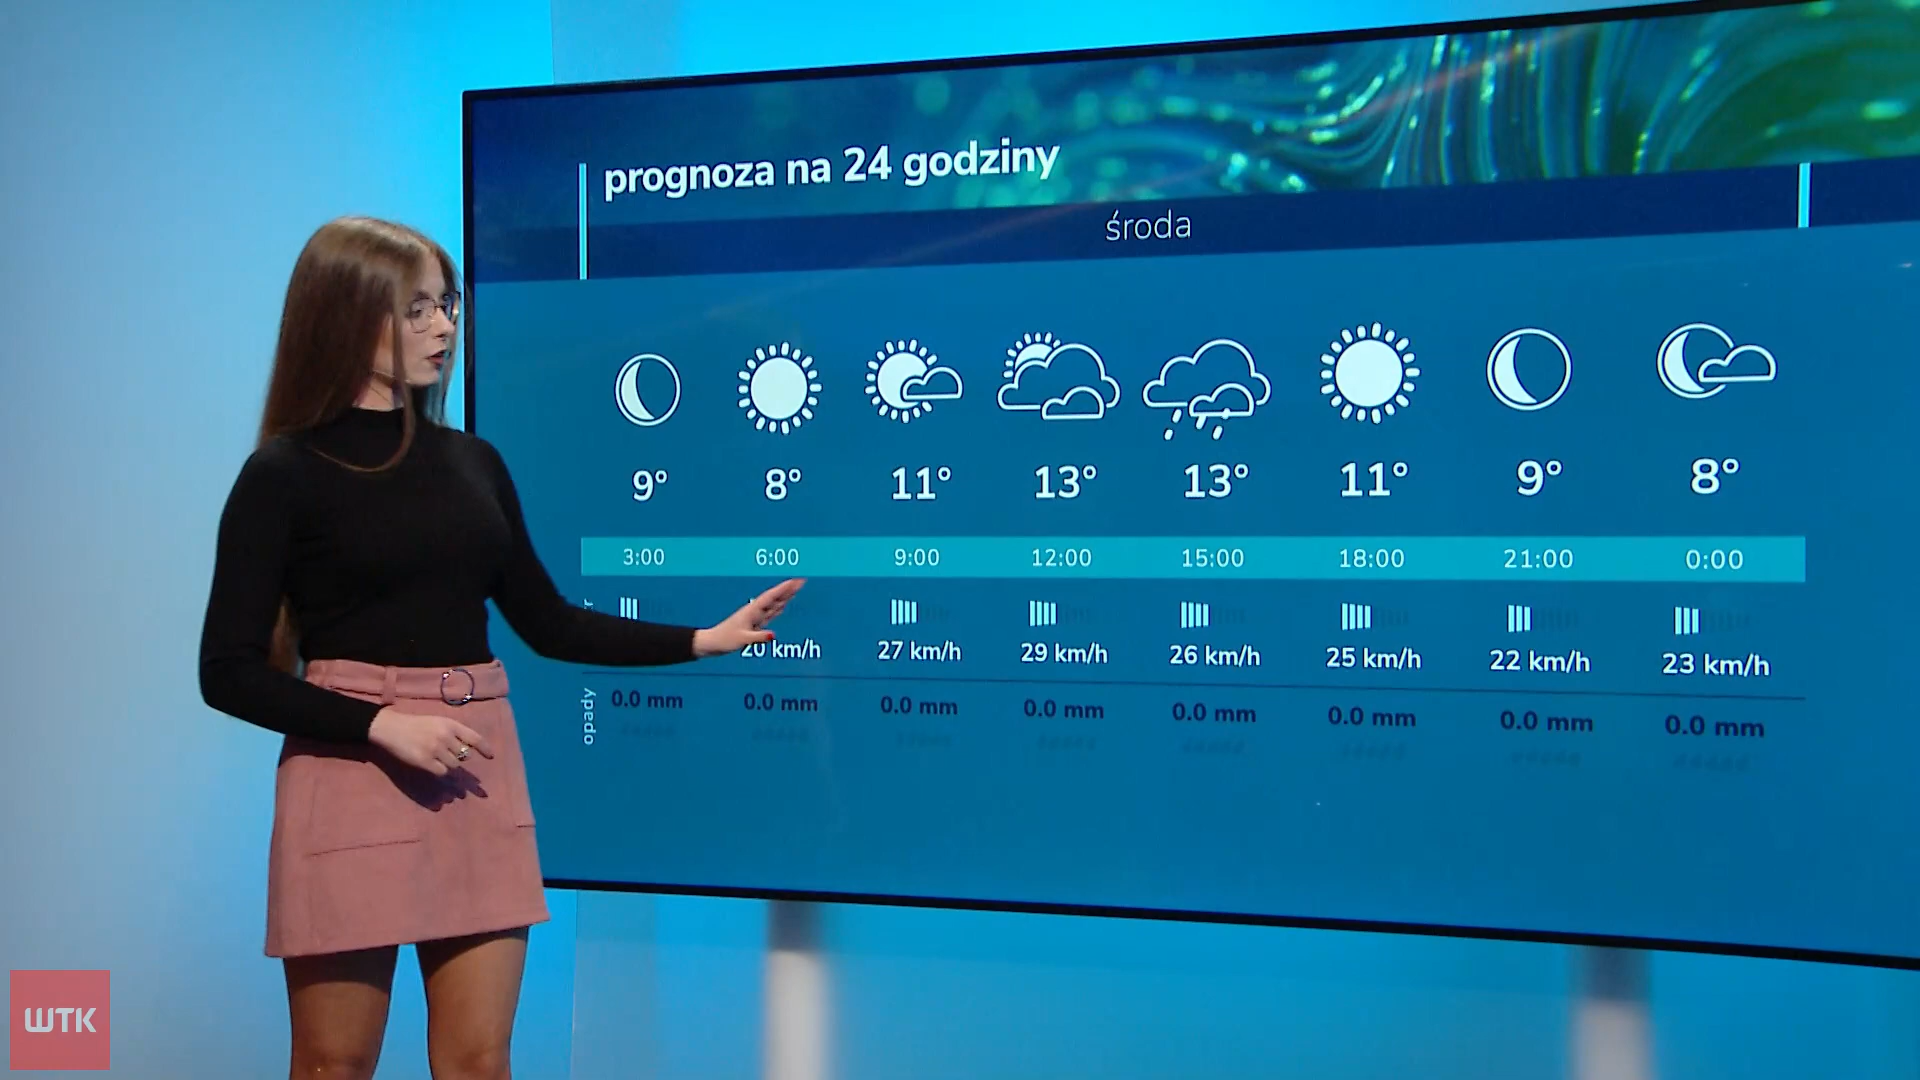 prognoza na 24 godziny
środa
9° 8° 11° 13° 13° 11° 9° 8°
3:00 6:00 9:00 12:00 15:00 18:00 21:00 0:00
20 km/h 27 km/h 29 km/h 26 km/h 25 km/h 22 km/h 23 km/h
opady
0.0 mm 0.0 mm 0.0 mm 0.0 mm 0.0 mm 0.0 mm 0.0 mm 0.0 mm
WTK